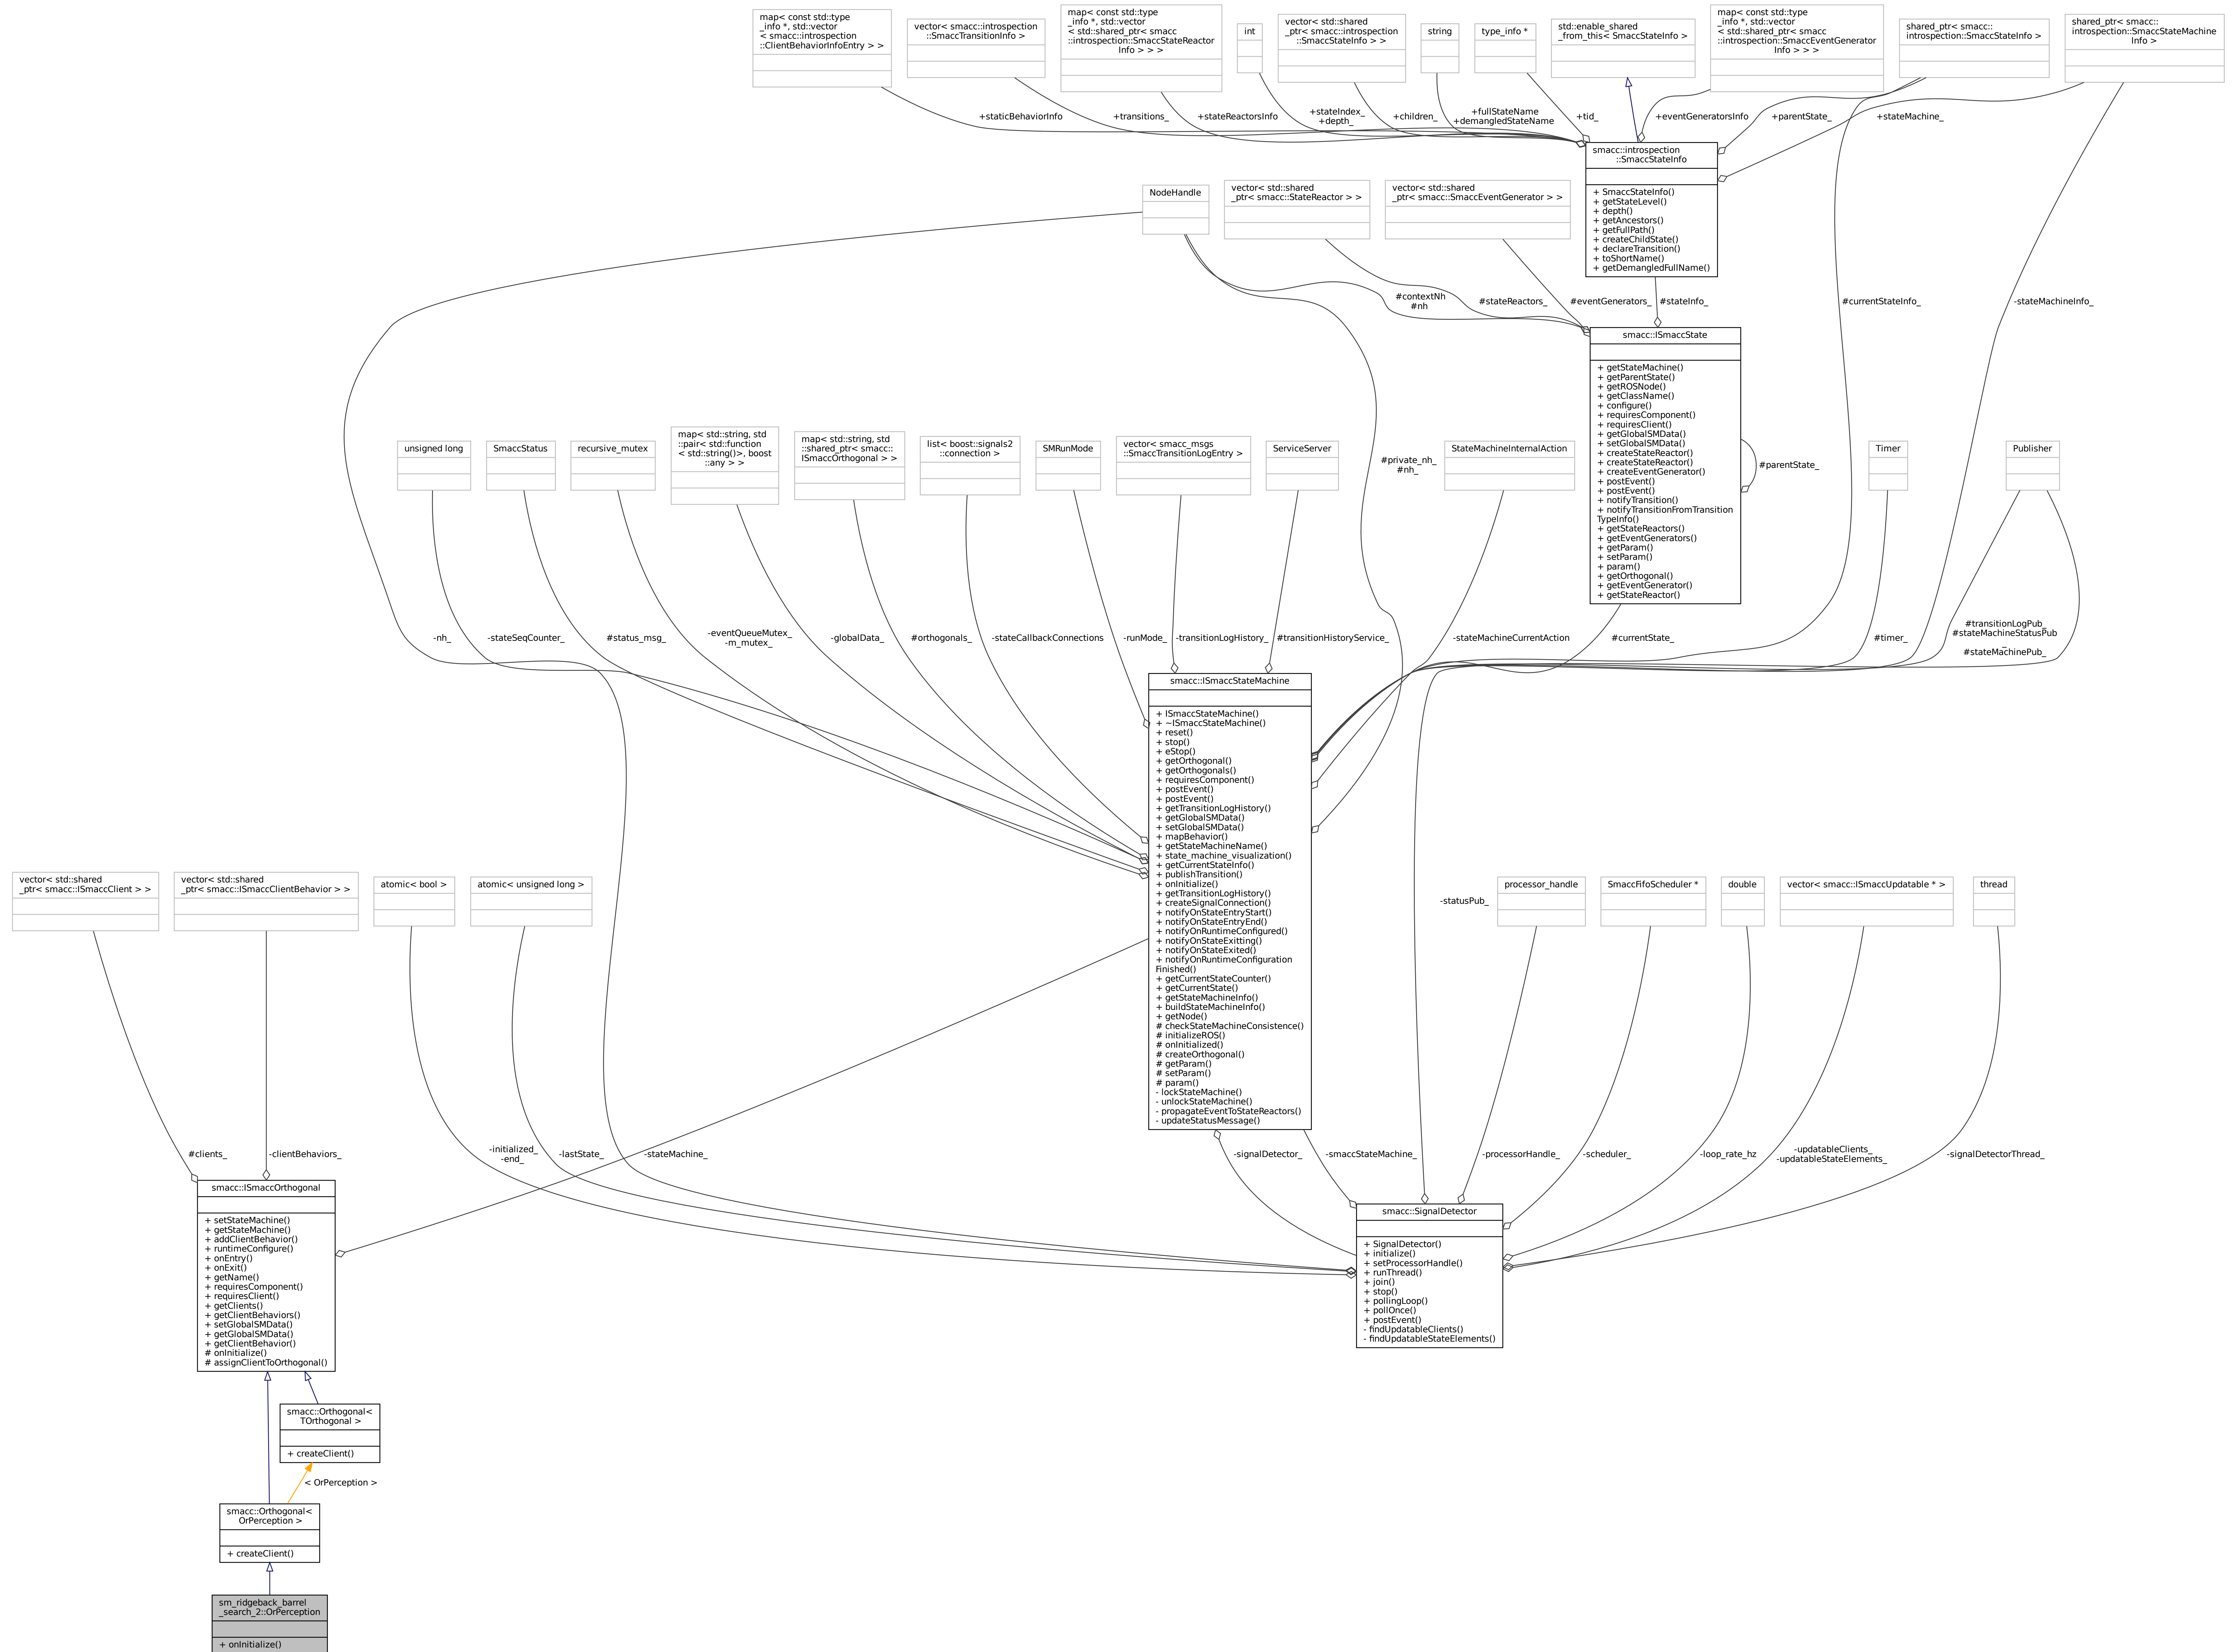 map< const std::type
_info *, std::vector
< smacc::introspection
::ClientBehaviorInfoEntry > >
vector< smacc::introspection
::SmaccTransitionInfo >
map< const std::type
_info *, std::vector
< std::shared_ptr< smacc
::introspection::SmaccStateReactor
Info > > >
int
vector< std::shared
_ptr< smacc::introspection
::SmaccStateInfo > >
string
type_info *
std::enable_shared
_from_this< SmaccStateInfo >
map< const std::type
_info *, std::vector
< std::shared_ptr< smacc
::introspection::SmaccEventGenerator
Info > > >
shared_ptr< smacc::
introspection::SmaccStateInfo >
shared_ptr< smacc::
introspection::SmaccStateMachine
Info >
+staticBehaviorInfo
+transitions_
+stateReactorsInfo
+stateIndex_
+depth_
+children_
+fullStateName
+demangledStateName
+tid_
+eventGeneratorsInfo
+parentState_
+stateMachine_
smacc::introspection
::SmaccStateInfo
+ SmaccStateInfo()
+ getStateLevel()
+ depth()
+ getAncestors()
+ getFullPath()
+ createChildState()
+ declareTransition()
+ toShortName()
+ getDemangledFullName()
NodeHandle
vector< std::shared
_ptr< smacc::StateReactor > >
vector< std::shared
_ptr< smacc::SmaccEventGenerator > >
#contextNh
#nh
#stateReactors_
#eventGenerators_
#stateInfo_
#currentStateInfo_
-stateMachineInfo_
smacc::ISmaccState
+ getStateMachine()
+ getParentState()
+ getROSNode()
+ getClassName()
+ configure()
+ requiresComponent()
+ requiresClient()
+ getGlobalSMData()
+ setGlobalSMData()
+ createStateReactor()
+ createStateReactor()
+ createEventGenerator()
+ postEvent()
+ postEvent()
+ notifyTransition()
+ notifyTransitionFromTransition
TypeInfo()
+ getStateReactors()
+ getEventGenerators()
+ getParam()
+ setParam()
+ param()
+ getOrthogonal()
+ getEventGenerator()
+ getStateReactor()
#parentState_
unsigned long
SmaccStatus
recursive_mutex
map< std::string, std
::pair< std::function
< std::string()>, boost
::any > >
map< std::string, std
::shared_ptr< smacc::
ISmaccOrthogonal > >
list< boost::signals2
::connection >
SMRunMode
vector< smacc_msgs
::SmaccTransitionLogEntry >
ServiceServer
#private_nh_
#nh_
StateMachineInternalAction
Timer
Publisher
-nh_
-stateSeqCounter_
#status_msg_
-eventQueueMutex_
-m_mutex_
-globalData_
#orthogonals_
-stateCallbackConnections
-runMode_
-transitionLogHistory_
#transitionHistoryService_
-stateMachineCurrentAction
#currentState_
#timer_
#transitionLogPub_
#stateMachineStatusPub
_
#stateMachinePub_
smacc::ISmaccStateMachine
+ ISmaccStateMachine()
+ ~ISmaccStateMachine()
+ reset()
+ stop()
+ eStop()
+ getOrthogonal()
+ getOrthogonals()
+ requiresComponent()
+ postEvent()
+ postEvent()
+ getTransitionLogHistory()
+ getGlobalSMData()
+ setGlobalSMData()
+ mapBehavior()
+ getStateMachineName()
+ state_machine_visualization()
+ getCurrentStateInfo()
+ publishTransition()
+ onInitialize()
+ getTransitionLogHistory()
+ createSignalConnection()
+ notifyOnStateEntryStart()
+ notifyOnStateEntryEnd()
+ notifyOnRuntimeConfigured()
+ notifyOnStateExitting()
+ notifyOnStateExited()
+ notifyOnRuntimeConfiguration
Finished()
+ getCurrentStateCounter()
+ getCurrentState()
+ getStateMachineInfo()
+ buildStateMachineInfo()
+ getNode()
# checkStateMachineConsistence()
# initializeROS()
# onInitialized()
# createOrthogonal()
# getParam()
# setParam()
# param()
- lockStateMachine()
- unlockStateMachine()
- propagateEventToStateReactors()
- updateStatusMessage()
vector< std::shared
_ptr< smacc::ISmaccClient > >
vector< std::shared
_ptr< smacc::ISmaccClientBehavior > >
atomic< bool >
atomic< unsigned long >
-statusPub_
processor_handle
SmaccFifoScheduler *
double
vector< smacc::ISmaccUpdatable * >
thread
#clients_
-clientBehaviors_
-initialized_
-end_
-lastState_
-stateMachine_
-signalDetector_
-smaccStateMachine_
-processorHandle_
-scheduler_
-loop_rate_hz
-updatableClients_
-updatableStateElements_
-signalDetectorThread_
smacc::ISmaccOrthogonal
+ setStateMachine()
+ getStateMachine()
+ addClientBehavior()
+ runtimeConfigure()
+ onEntry()
+ onExit()
+ getName()
+ requiresComponent()
+ requiresClient()
+ getClients()
+ getClientBehaviors()
+ setGlobalSMData()
+ getGlobalSMData()
+ getClientBehavior()
# onInitialize()
# assignClientToOrthogonal()
smacc::SignalDetector
+ SignalDetector()
+ initialize()
+ setProcessorHandle()
+ runThread()
+ join()
+ stop()
+ pollingLoop()
+ pollOnce()
+ postEvent()
- findUpdatableClients()
- findUpdatableStateElements()
smacc::Orthogonal<
TOrthogonal >
+ createClient()
< OrPerception >
smacc::Orthogonal<
OrPerception >
+ createClient()
sm_ridgeback_barrel
_search_2::OrPerception
+ onInitialize()